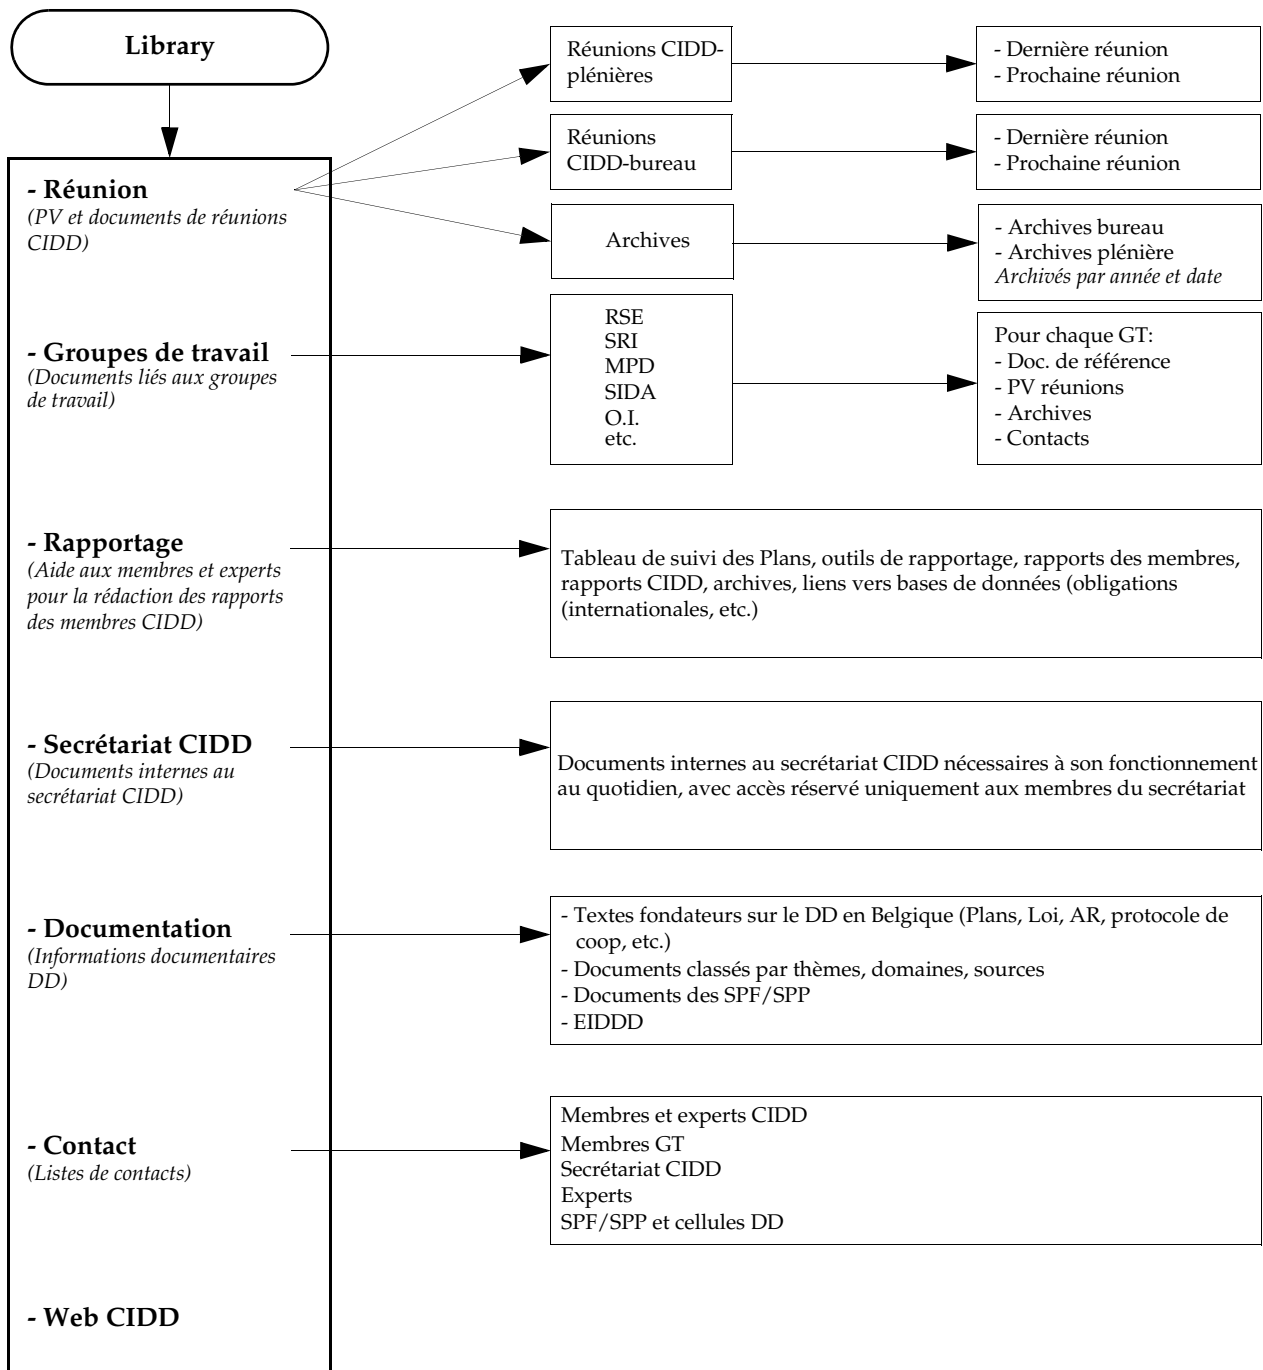 Library
- Réunion
(PV et documents de réunions
CIDD)
Réunions CIDD-
plénières
- Dernière réunion
- Prochaine réunion
Réunions
CIDD-bureau
- Dernière réunion
- Prochaine réunion
Archives
- Archives bureau
- Archives plénière
Archivés par année et date
- Groupes de travail
(Documents liés aux groupes
de travail)
RSE
SRI
MPD
SIDA
O.I.
etc.
Pour chaque GT:
- Doc. de référence
- PV réunions
- Archives
- Contacts
- Rapportage
(Aide aux membres et experts
pour la rédaction des rapports
des membres CIDD)
Tableau de suivi des Plans, outils de rapportage, rapports des membres,
rapports CIDD, archives, liens vers bases de données (obligations
(internationales, etc.)
- Secrétariat CIDD
(Documents internes au
secrétariat CIDD)
Documents internes au secrétariat CIDD nécessaires à son fonctionnement
au quotidien, avec accès réservé uniquement aux membres du secrétariat
- Documentation
(Informations documentaires
DD)
- Textes fondateurs sur le DD en Belgique (Plans, Loi, AR, protocole de
coop, etc.)
- Documents classés par thèmes, domaines, sources
- Documents des SPF/SPP
- EIDDD
- Contact
(Listes de contacts)
Membres et experts CIDD
Membres GT
Secrétariat CIDD
Experts
SPF/SPP et cellules DD
- Web CIDD